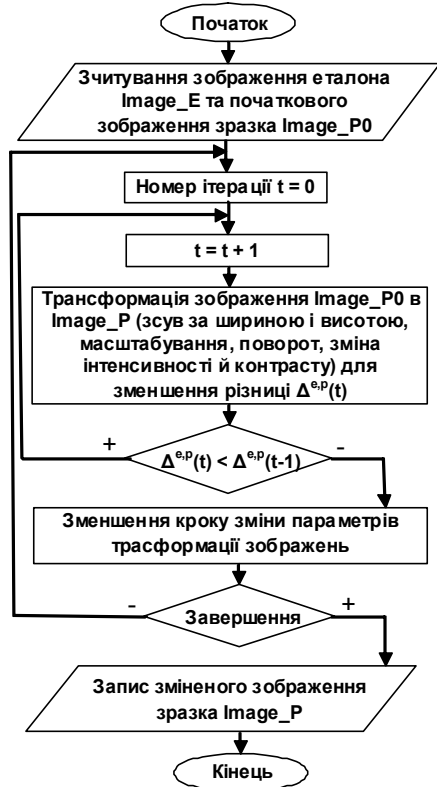 Початок
Зчитування зображення еталона
Image_E та початкового
зображення зразка Image_P0
Номер ітерації t = 0
t = t + 1
Трансформація зображення Image_P0 в
Image_P (зсув за шириною і висотою,
масштабування, поворот, зміна
інтенсивності й контрасту) для
зменшення різниці Δᵉ,ᵖ(t)
+
Δᵉ,ᵖ(t) < Δᵉ,ᵖ(t-1)
-
Зменшення кроку зміни параметрів
трасформації зображень
-
Завершення
+
Запис зміненого зображення
зразка Image_P
Кінець